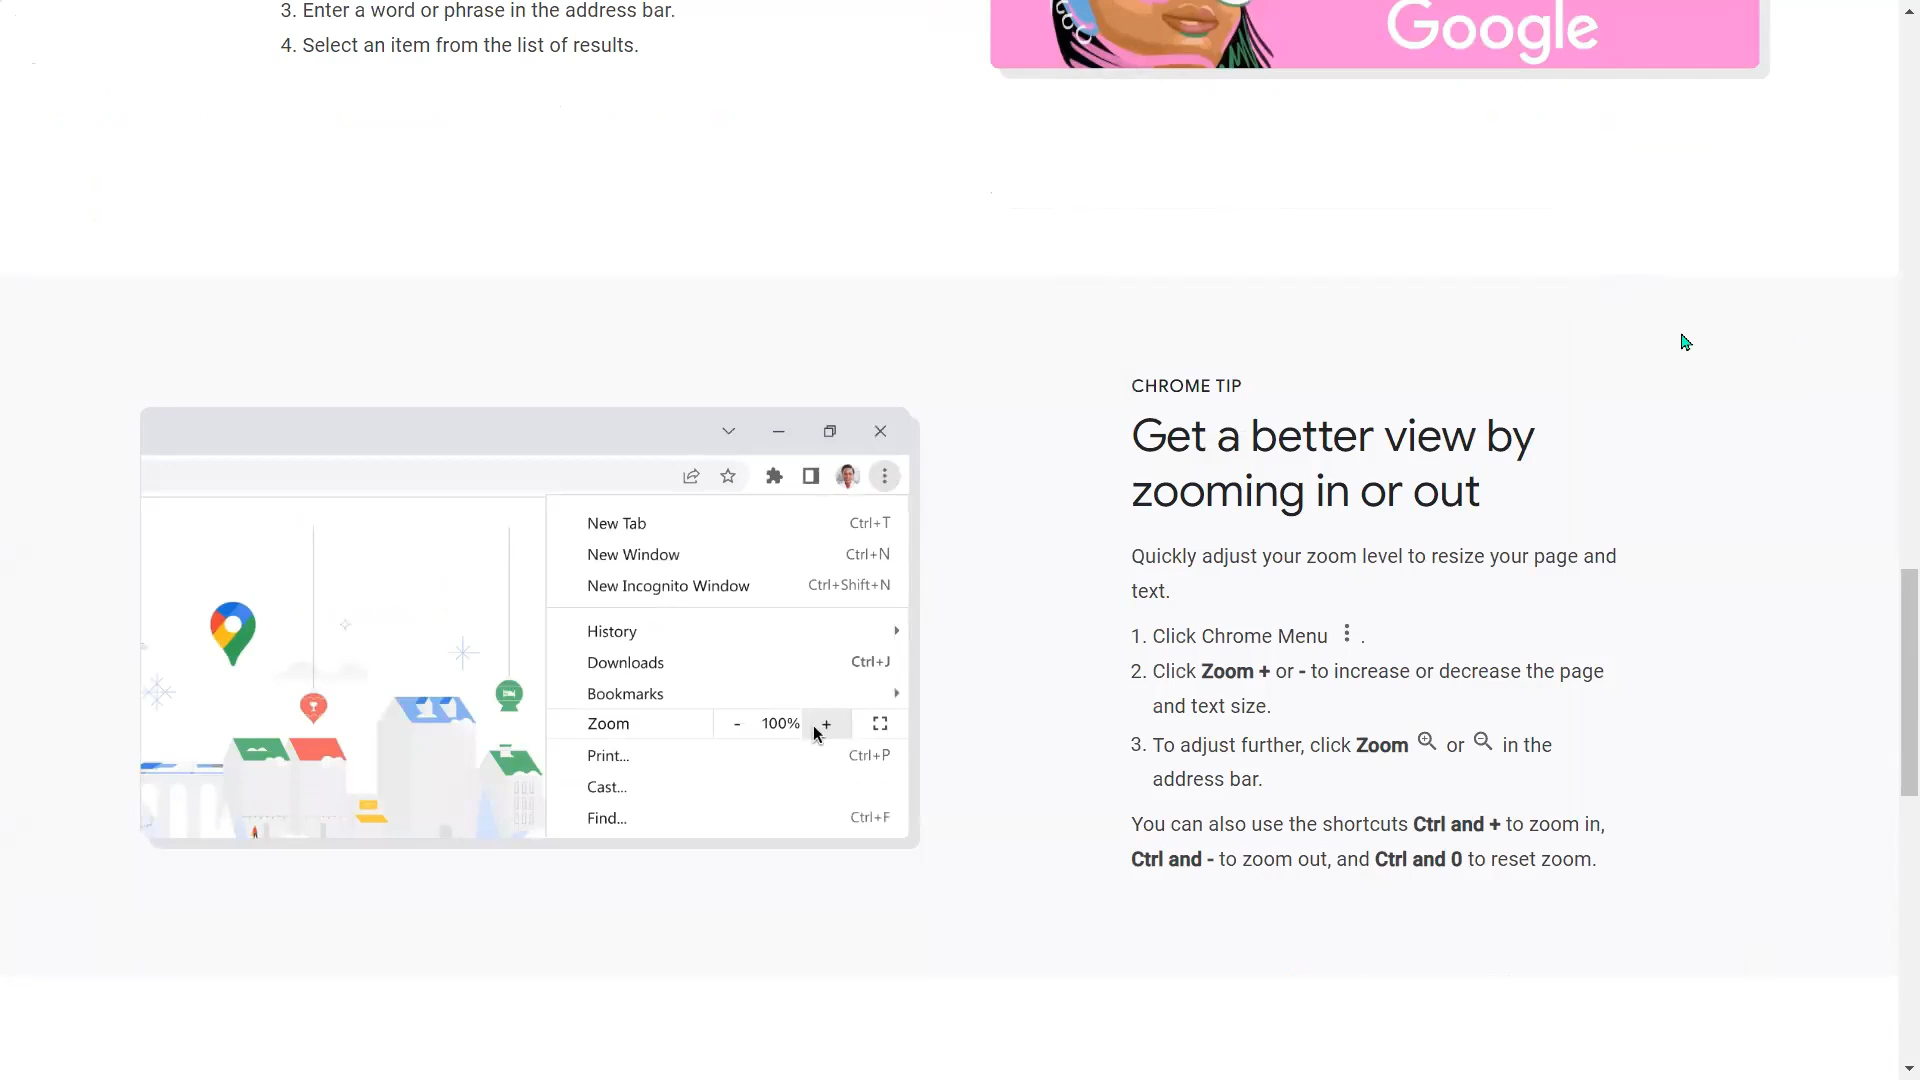 3. Enter a word or phrase in the address bar.
4. Select an item from the list of results.
Google
CHROME TIP
Get a better view by
zooming in or out
Quickly adjust your zoom level to resize your page and
text.
1. Click Chrome Menu .
2. Click Zoom + or - to increase or decrease the page
and text size.
3. To adjust further, click Zoom or in the
address bar.
You can also use the shortcuts Ctrl and + to zoom in,
Ctrl and - to zoom out, and Ctrl and 0 to reset zoom.
New Tab Ctrl+T
New Window Ctrl+N
New Incognito Window Ctrl+Shift+N
History
Downloads Ctrl+J
Bookmarks
Zoom - 100% +
Print... Ctrl+P
Cast...
Find... Ctrl+F